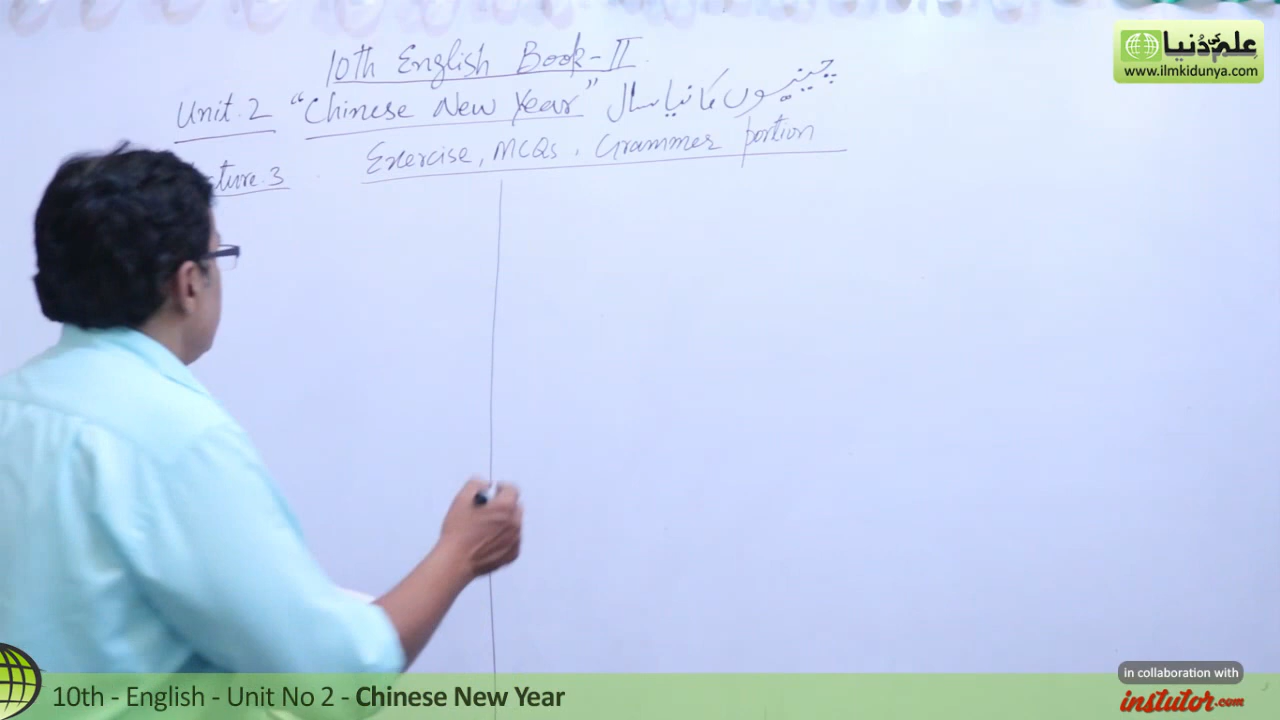 10th English Book-II
Unit.2 "Chinese New Year" چینیوں کا نیا سال
ture.3 Exercise, MCQs, Grammer portion
علم کی دُنیا
www.ilmkidunya.com
in collaboration with
instutor.com
10th - English - Unit No 2 - Chinese New Year